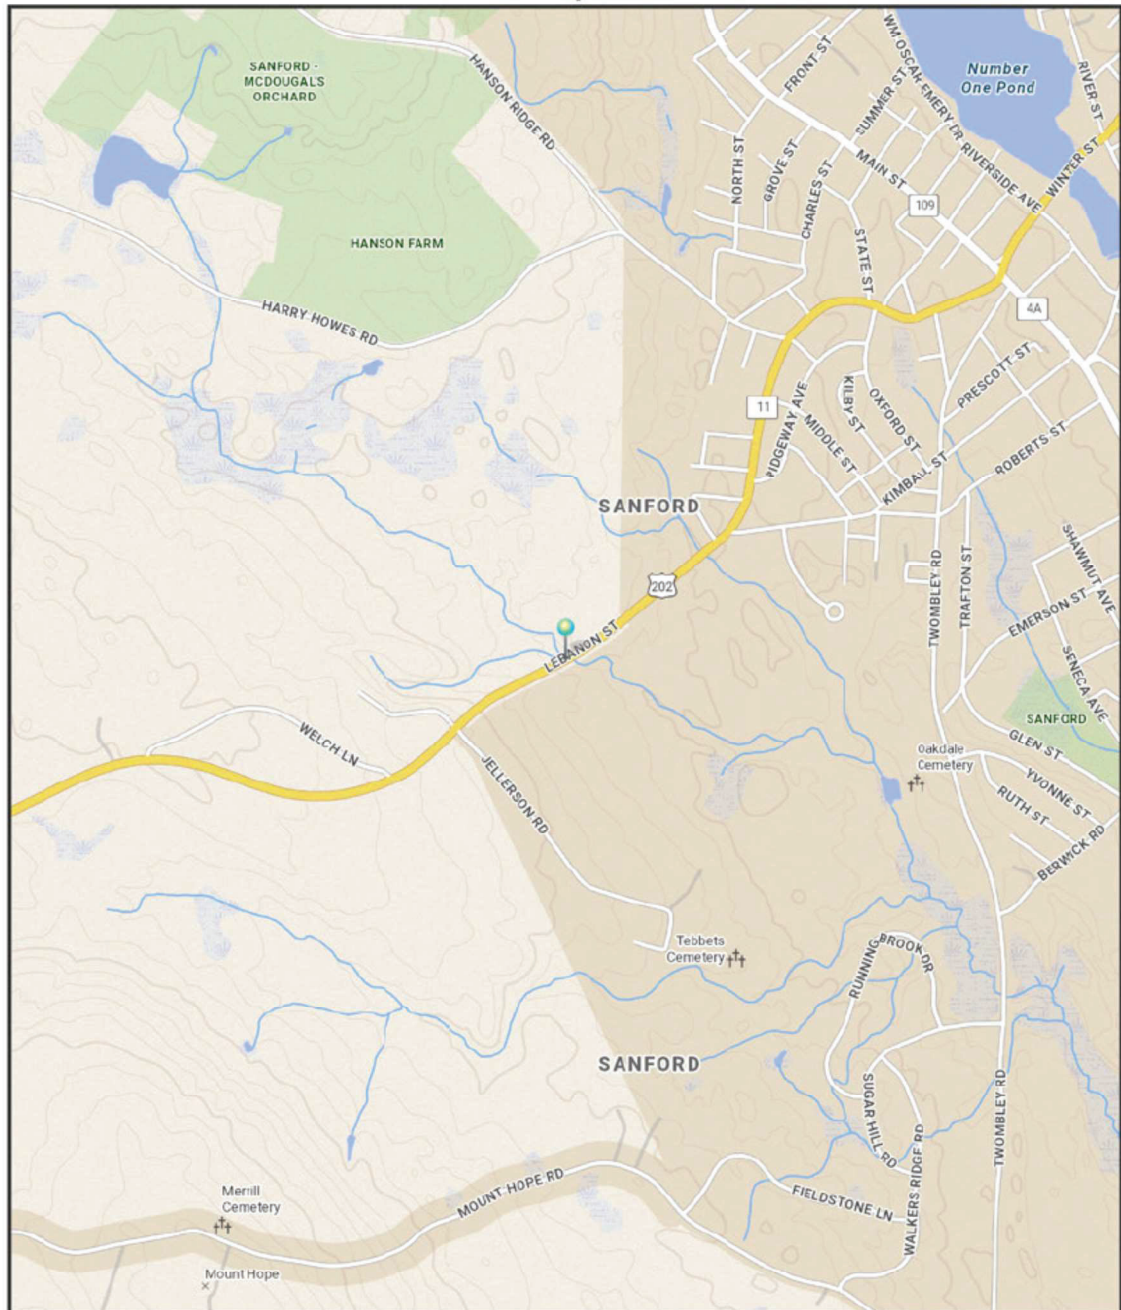 SANFORD -
MCDOUGALS
ORCHARD
HANSON RIDGE RD
FRONT ST
SUMMER ST
WM OSCAR EMERY DR
Number
One Pond
RIVER ST
WINTER ST
RIVERSIDE AVE
MAIN ST
109
NORTH ST
GROVE ST
CHARLES ST
STATE ST
HANSON FARM
HARRY HOWES RD
4A
PRESCOTT ST
11
RIDGEWAY AVE
KILBY ST
OXFORD ST
MIDDLE ST
KIMBALL ST
ROBERTS ST
SANFORD
202
TWOMBLEY RD
TRAFTON ST
SHAWMUT AVE
EMERSON ST
SENECA AVE
LEBANON ST
SANFORD
GLEN ST
WELCH LN
JELLERSON RD
Oakdale
Cemetery
YVONNE ST
RUTH ST
BERWICK RD
Tebbets
Cemetery
RUNNING
BROOK DR
SANFORD
SUGAR HILL RD
WALKERS RIDGE RD
TWOMBLEY RD
MOUNT HOPE RD
FIELDSTONE LN
Merrill
Cemetery
Mount Hope